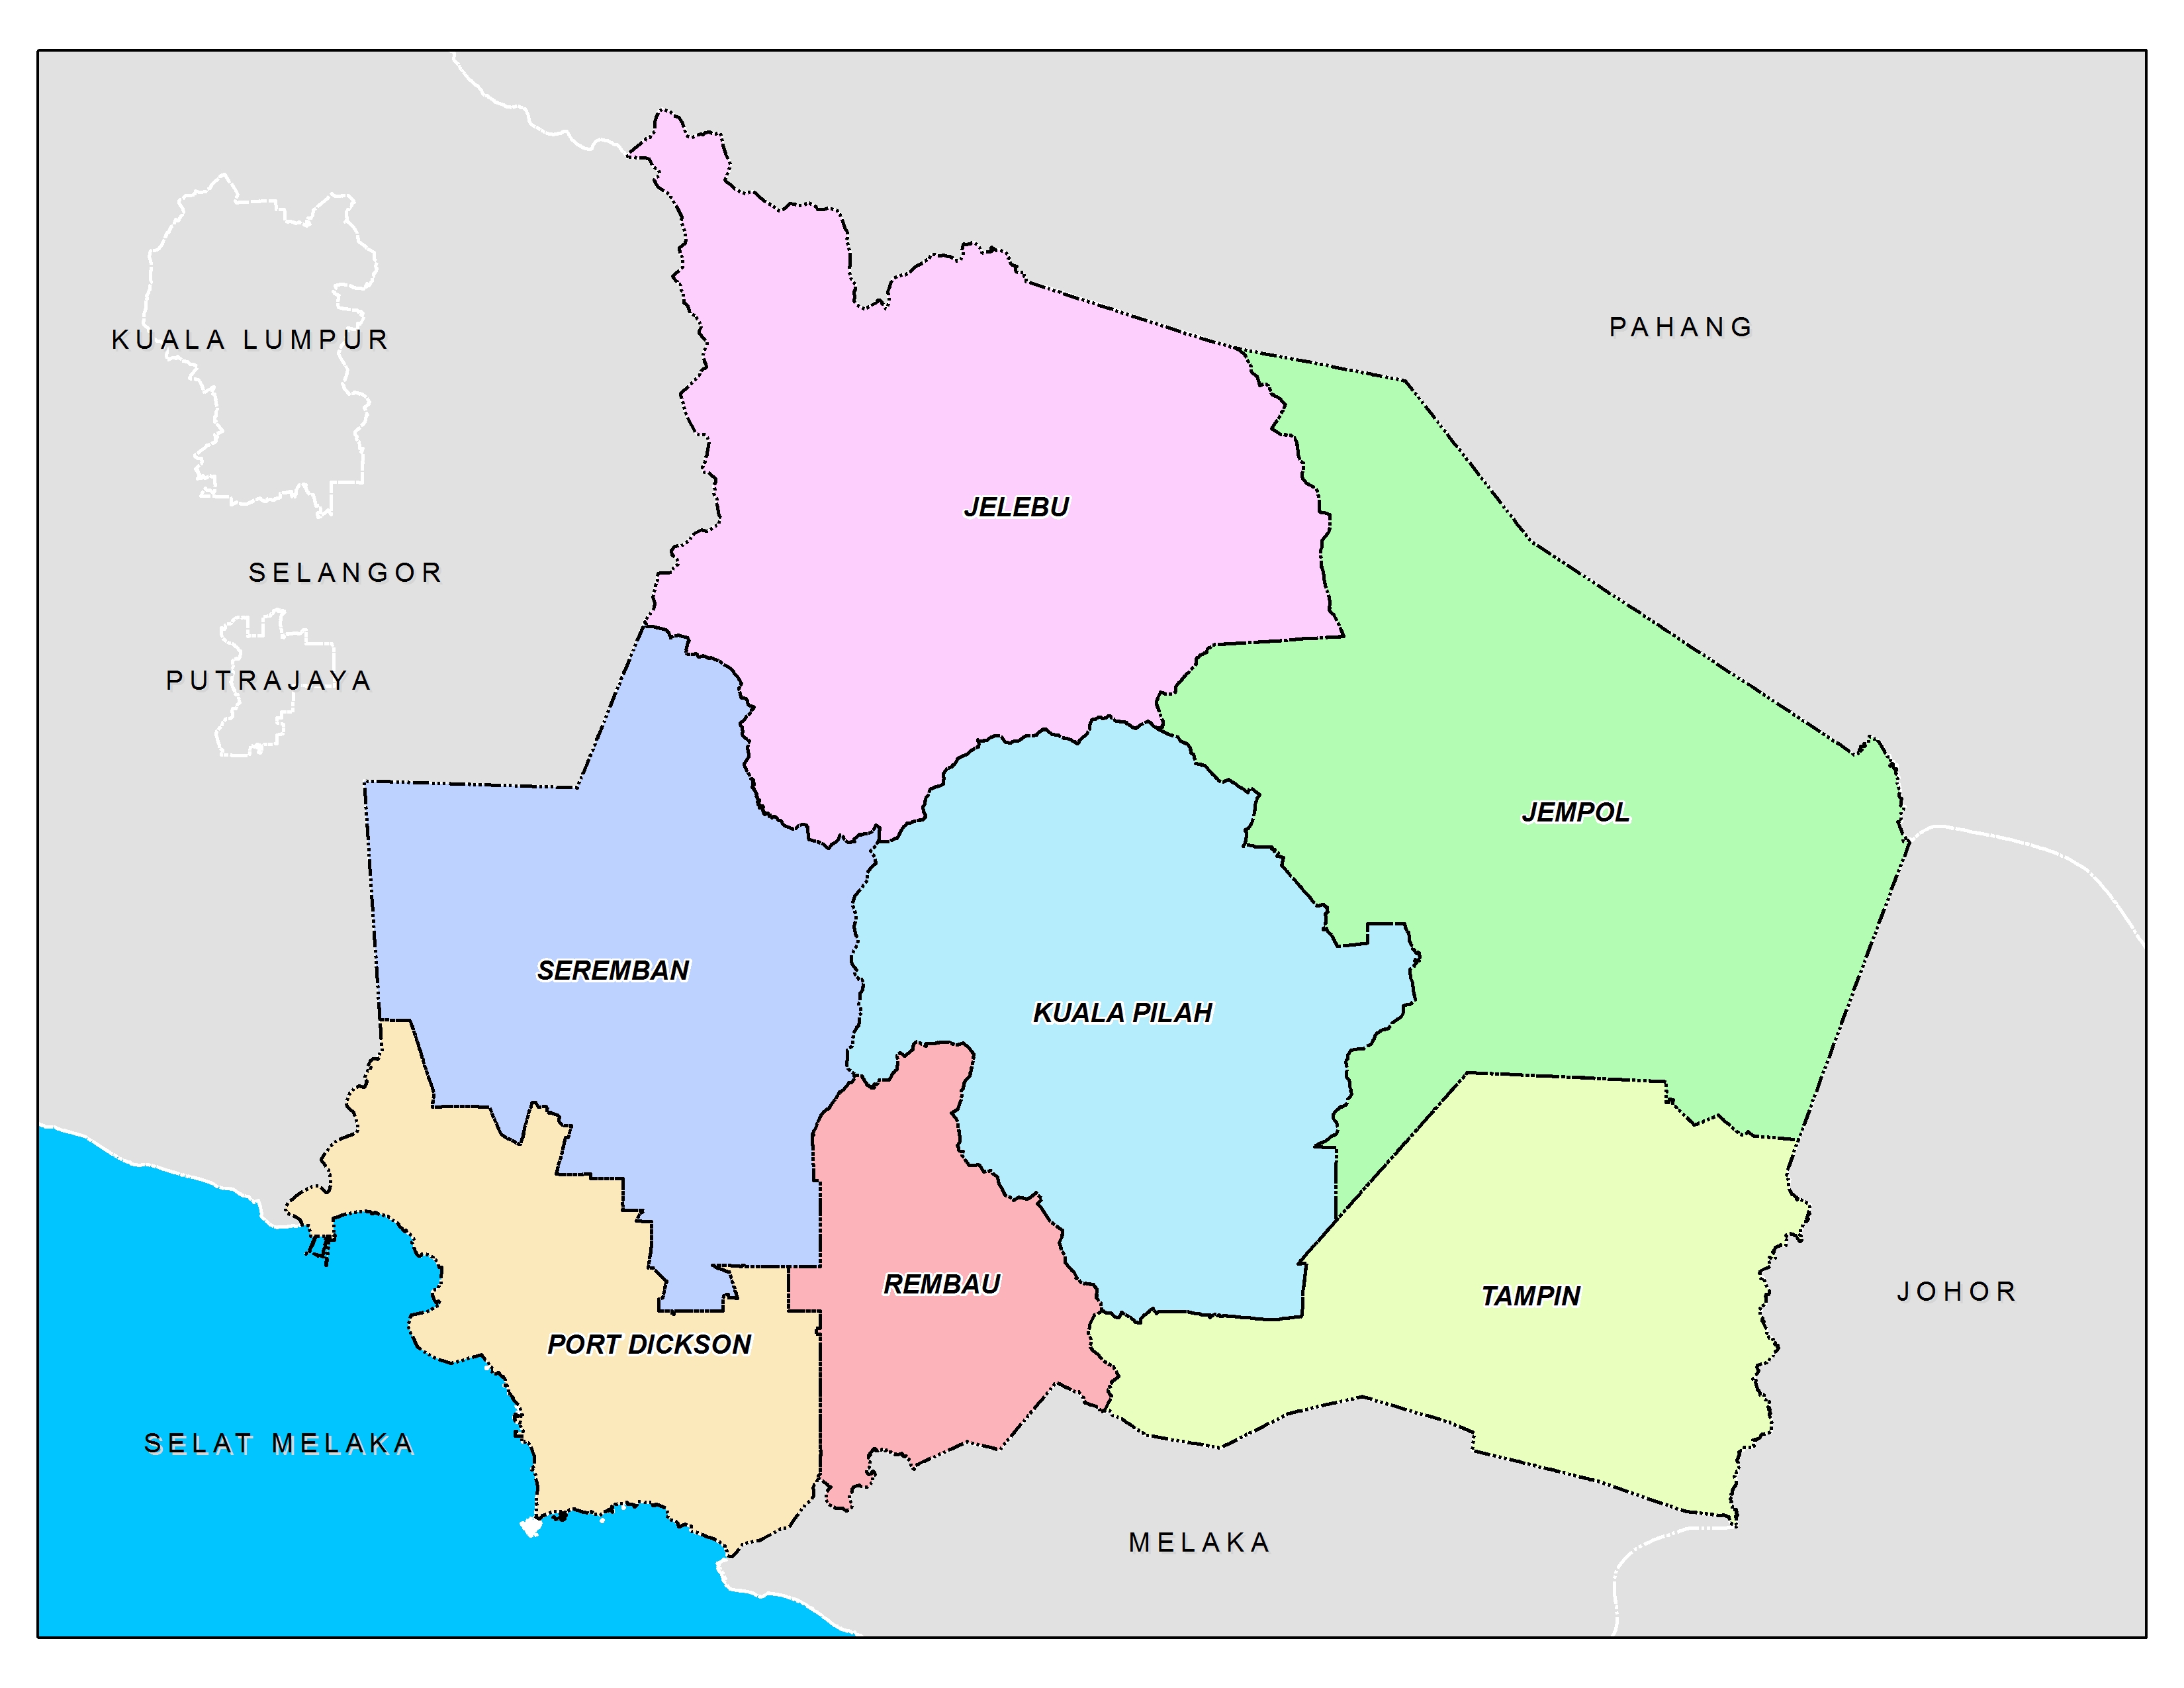 PAHANG
KUALA LUMPUR
JELEBU
SELANGOR
PUTRAJAYA
JEMPOL
SEREMBAN
KUALA PILAH
REMBAU
JOHOR
TAMPIN
PORT DICKSON
SELAT MELAKA
MELAKA